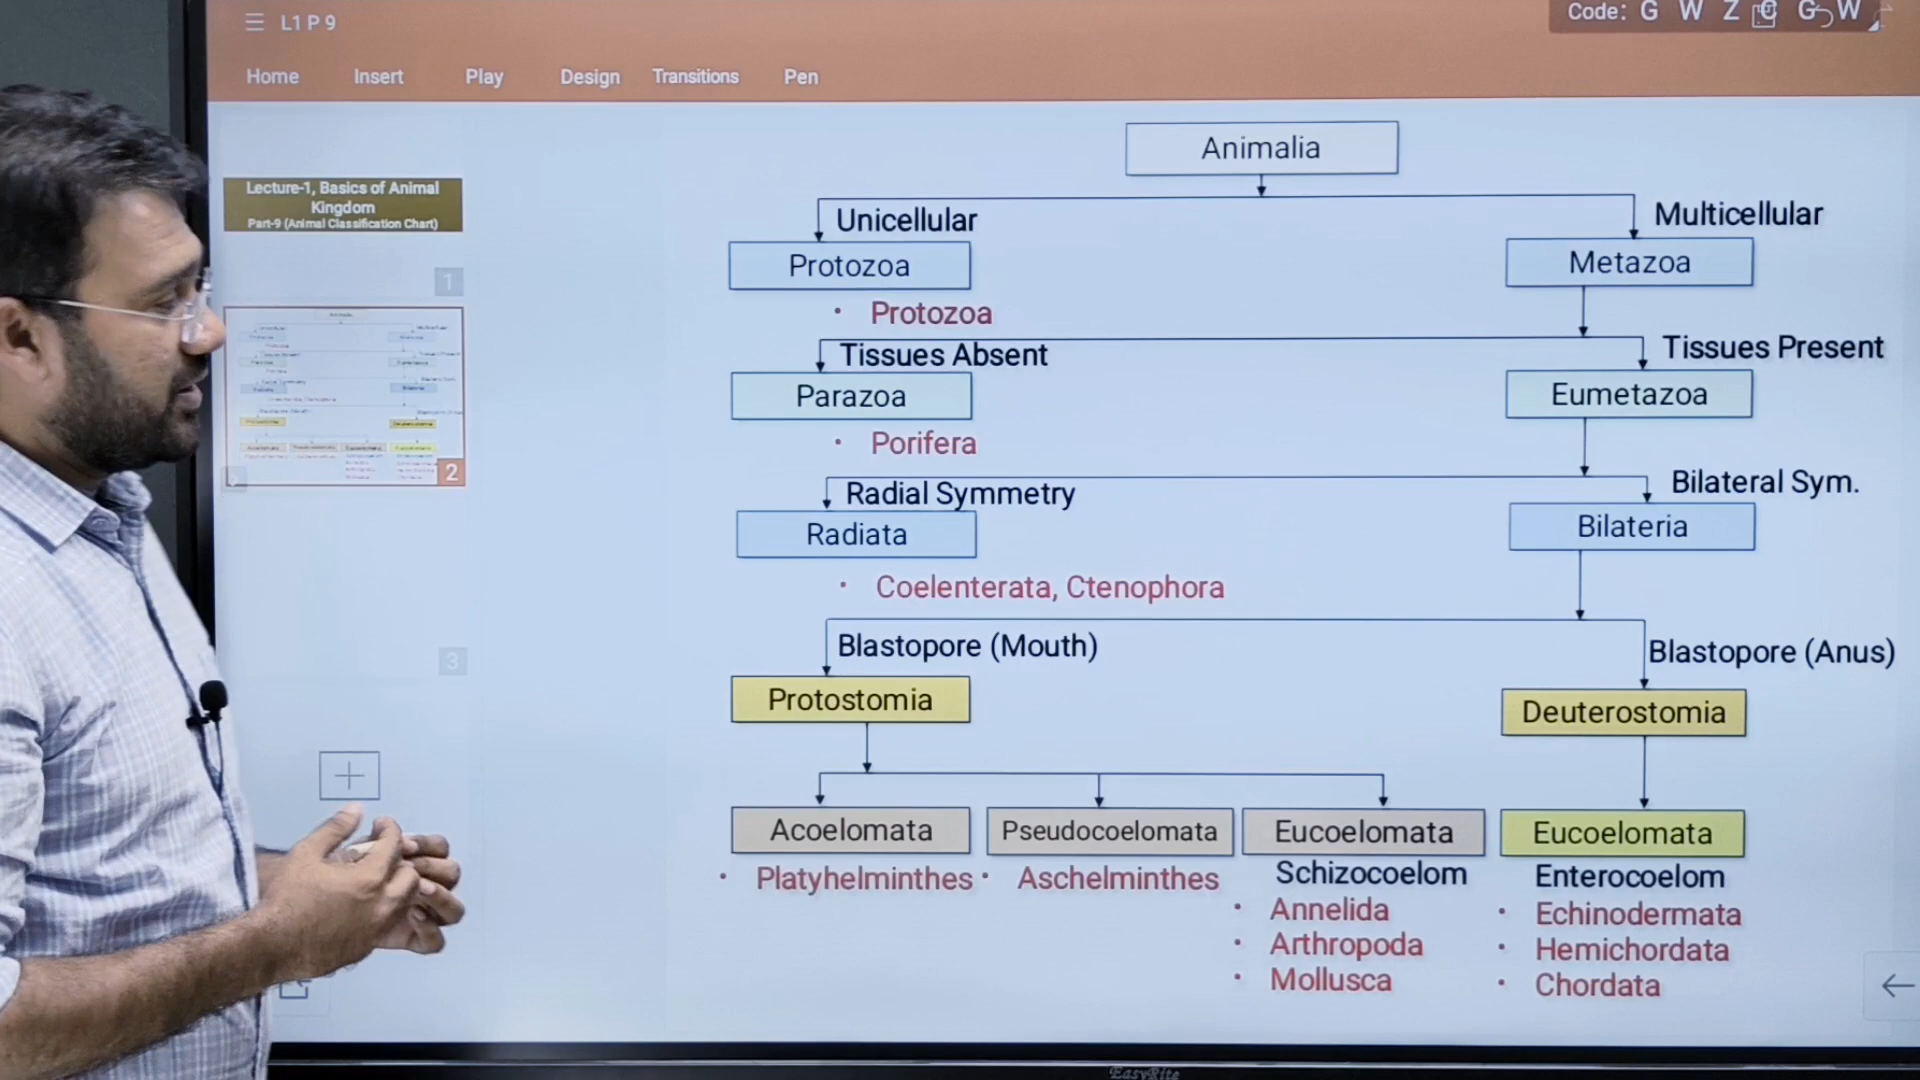 L1 P 9
Code: G W Z C G W
Home Insert Play Design Transitions Pen
Lecture-1, Basics of Animal
Kingdom
Part-9 (Animal Classification Chart)
1
2
3
Animalia
Unicellular
Multicellular
Protozoa
Metazoa
• Protozoa
Tissues Absent
Tissues Present
Parazoa
Eumetazoa
• Porifera
Radial Symmetry
Bilateral Sym.
Radiata
Bilateria
• Coelenterata, Ctenophora
Blastopore (Mouth)
Blastopore (Anus)
Protostomia
Deuterostomia
Acoelomata
• Platyhelminthes
Pseudocoelomata
• Aschelminthes
Eucoelomata
Schizocoelom
• Annelida
• Arthropoda
• Mollusca
Eucoelomata
Enterocoelom
• Echinodermata
• Hemichordata
• Chordata
EasyRite